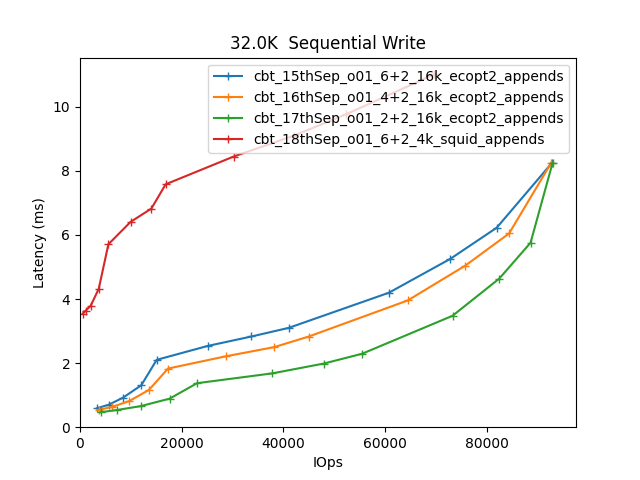 32.0K  Sequential Write
cbt_15thSep_o01_6+2_16k_ecopt2_appends
cbt_16thSep_o01_4+2_16k_ecopt2_appends
cbt_17thSep_o01_2+2_16k_ecopt2_appends
cbt_18thSep_o01_6+2_4k_squid_appends
Latency (ms)
10
8
6
4
2
0
0 20000 40000 60000 80000
IOps